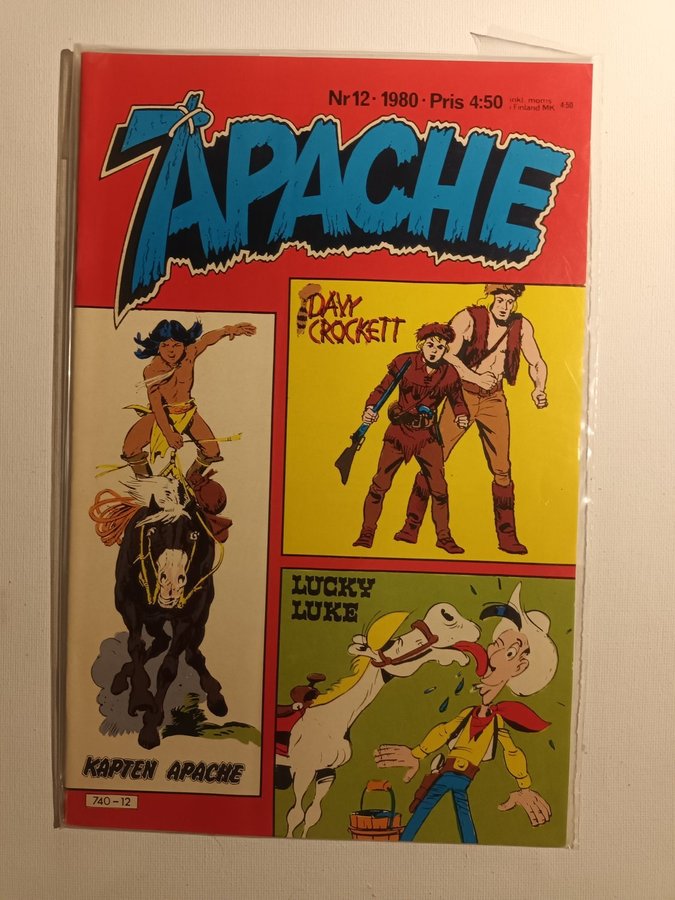 Nr 12 · 1980 · Pris 4:50 inkl. moms
i Finland MK 4:50
APACHE
DAVY
CROCKETT
LUCKY
LUKE
KAPTEN APACHE
740-12